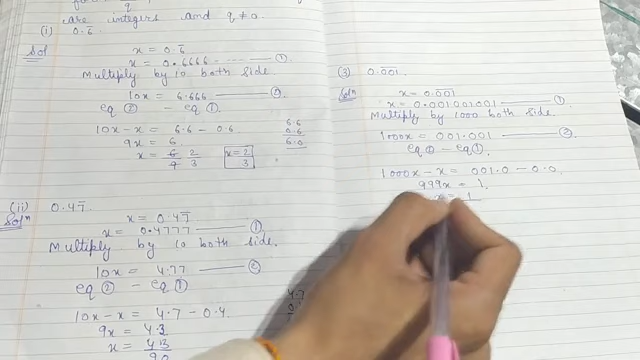 q
are integers and q ≠ 0.
(i) 0.6̅
Sol
x = 0.6̅
x = 0.6666 ------ ①
Multiply by 10 both side
10x = 6.666 ②
eq ② - eq ①
10x - x = 6.6 - 0.6
9x = 6
x = 6/9 2/3 x = 2/3
6.6
0.6
6.0
(ii) 0.47̅
Solⁿ
x = 0.47̅
x = 0.4777 ①
Multiply by 10 both side.
10x = 4.77 ②
eq ② - eq ①
10x - x = 4.7 - 0.4
9x = 4.3
x = 43/90
4.7
(3) 0.0̅0̅1̅.
Solⁿ
x = 0.0̅0̅1̅
x = 0.001001001 ①
Multiply by 1000 both side.
1000x = 001.001 ②
eq ② - eq ①
1000x - x = 001.0 - 0.0
999x = 1.
x = 1